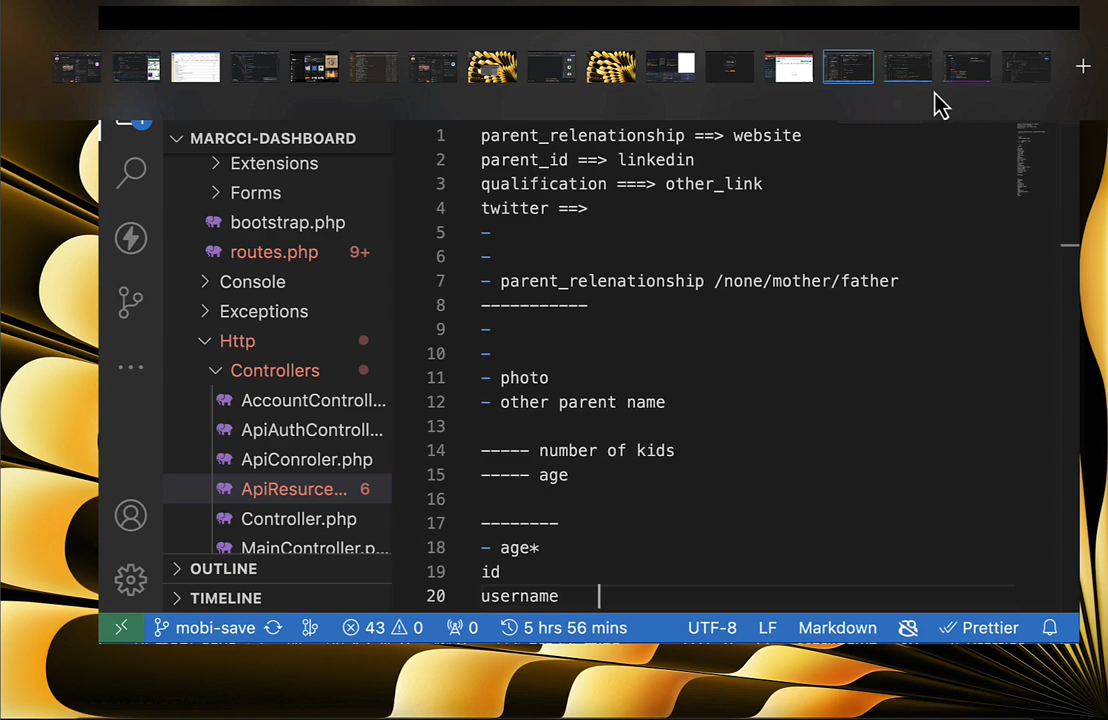 MARCCI-DASHBOARD
Extensions
Forms
bootstrap.php
routes.php 9+
Console
Exceptions
Http
Controllers
AccountControll...
ApiAuthControll...
ApiConroler.php
ApiResurce... 6
Controller.php
MainController.p...
OUTLINE
TIMELINE
1 parent_relenationship ==> website
2 parent_id ==> linkedin
3 qualification ===> other_link
4 twitter ==>
5 -
6 -
7 - parent_relenationship /none/mother/father
8 -----------
9 -
10 -
11 - photo
12 - other parent name
13
14 ----- number of kids
15 ----- age
16
17 --------
18 - age*
19 id
20 username
mobi-save 43 0 0 5 hrs 56 mins UTF-8 LF Markdown Prettier